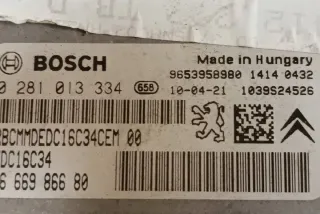 BOSCH
Made in Hungary
9653958980 1414 0432
0 281 013 334 658
10-04-21 1039S24526
RBCMMDEDC16C34CEM 00
DC16C34
6 669 866 80